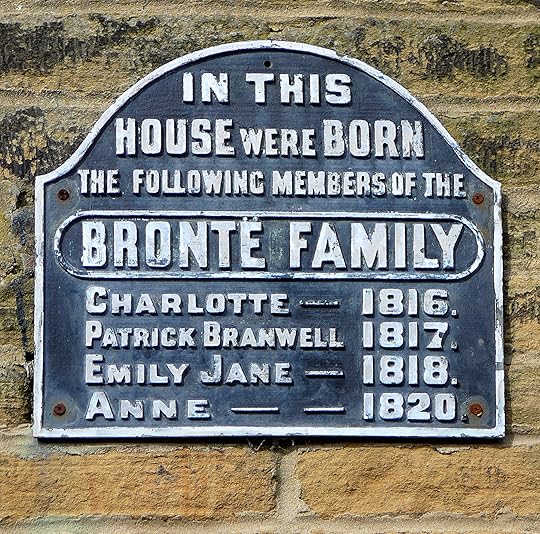 IN THIS
HOUSE WERE BORN
THE FOLLOWING MEMBERS OF THE
BRONTË FAMILY
CHARLOTTE — 1816.
PATRICK BRANWELL 1817.
EMILY JANE — 1818.
ANNE — — 1820.